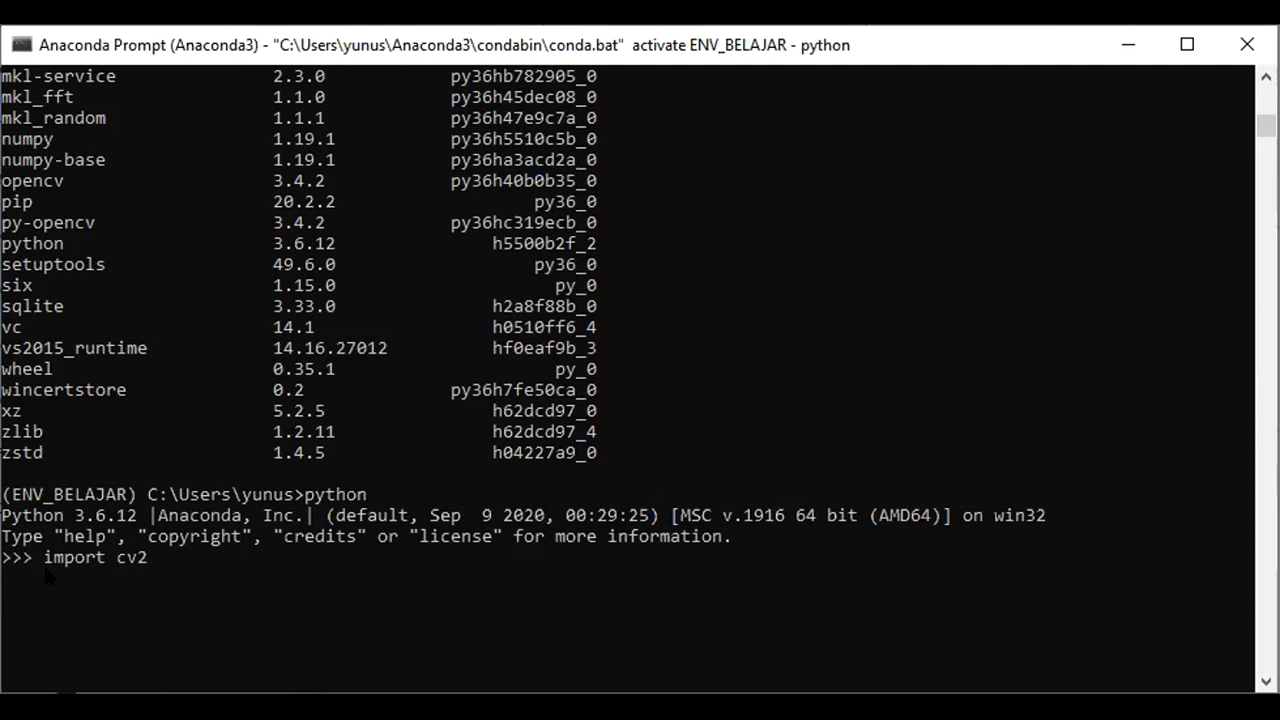 Anaconda Prompt (Anaconda3) - "C:\Users\yunus\Anaconda3\condabin\conda.bat"  activate ENV_BELAJAR - python
mkl-service               2.3.0            py36hb782905_0
mkl_fft                   1.1.0            py36h45dec08_0
mkl_random                1.1.1            py36h47e9c7a_0
numpy                     1.19.1           py36h5510c5b_0
numpy-base                1.19.1           py36ha3acd2a_0
opencv                    3.4.2            py36h40b0b35_0
pip                       20.2.2                   py36_0
py-opencv                 3.4.2            py36hc319ecb_0
python                    3.6.12               h5500b2f_2
setuptools                49.6.0                   py36_0
six                       1.15.0                     py_0
sqlite                    3.33.0               h2a8f88b_0
vc                        14.1                 h0510ff6_4
vs2015_runtime            14.16.27012          hf0eaf9b_3
wheel                     0.35.1                     py_0
wincertstore              0.2              py36h7fe50ca_0
xz                        5.2.5                h62dcd97_0
zlib                      1.2.11               h62dcd97_4
zstd                      1.4.5                h04227a9_0
(ENV_BELAJAR) C:\Users\yunus>python
Python 3.6.12 |Anaconda, Inc.| (default, Sep  9 2020, 00:29:25) [MSC v.1916 64 bit (AMD64)] on win32
Type "help", "copyright", "credits" or "license" for more information.
>>> import cv2